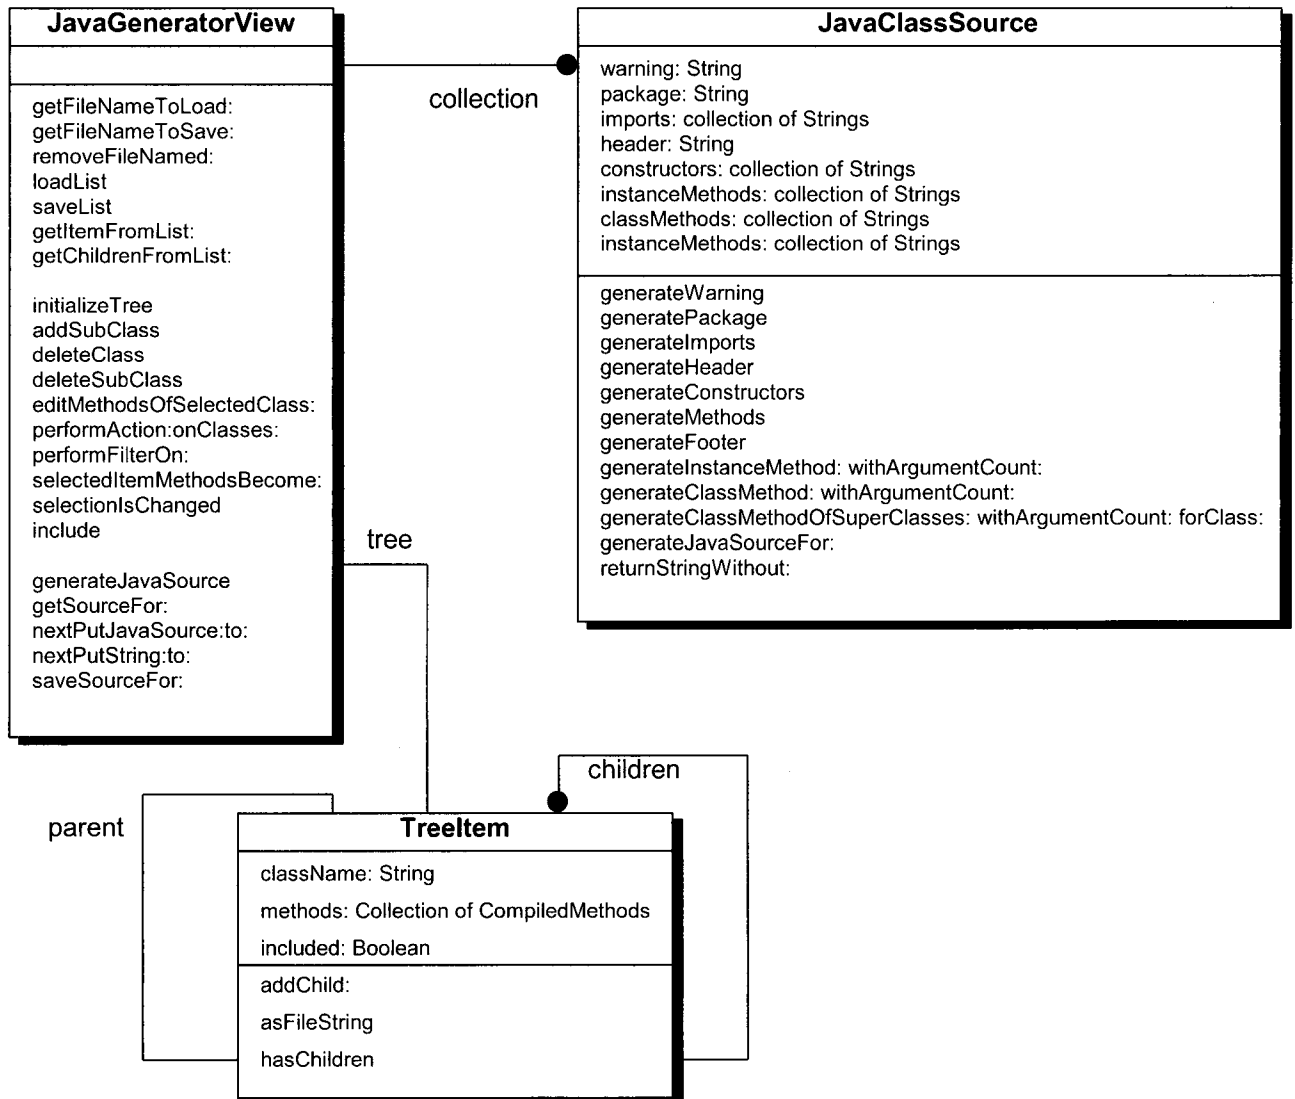 JavaGeneratorView
getFileNameToLoad:
getFileNameToSave:
removeFileNamed:
loadList
saveList
getItemFromList:
getChildrenFromList:
initializeTree
addSubClass
deleteClass
deleteSubClass
editMethodsOfSelectedClass:
performAction:onClasses:
performFilterOn:
selectedItemMethodsBecome:
selectionIsChanged
include
generateJavaSource
getSourceFor:
nextPutJavaSource:to:
nextPutString:to:
saveSourceFor:
collection
JavaClassSource
warning: String
package: String
imports: collection of Strings
header: String
constructors: collection of Strings
instanceMethods: collection of Strings
classMethods: collection of Strings
instanceMethods: collection of Strings
generateWarning
generatePackage
generateImports
generateHeader
generateConstructors
generateMethods
generateFooter
generateInstanceMethod: withArgumentCount:
generateClassMethod: withArgumentCount:
generateClassMethodOfSuperClasses: withArgumentCount: forClass:
generateJavaSourceFor:
returnStringWithout:
tree
children
parent
TreeItem
className: String
methods: Collection of CompiledMethods
included: Boolean
addChild:
asFileString
hasChildren